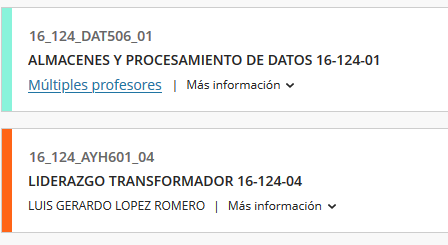 16_124_DAT506_01
ALMACENES Y PROCESAMIENTO DE DATOS 16-124-01
Múltiples profesores | Más información
16_124_AYH601_04
LIDERAZGO TRANSFORMADOR 16-124-04
LUIS GERARDO LOPEZ ROMERO | Más información